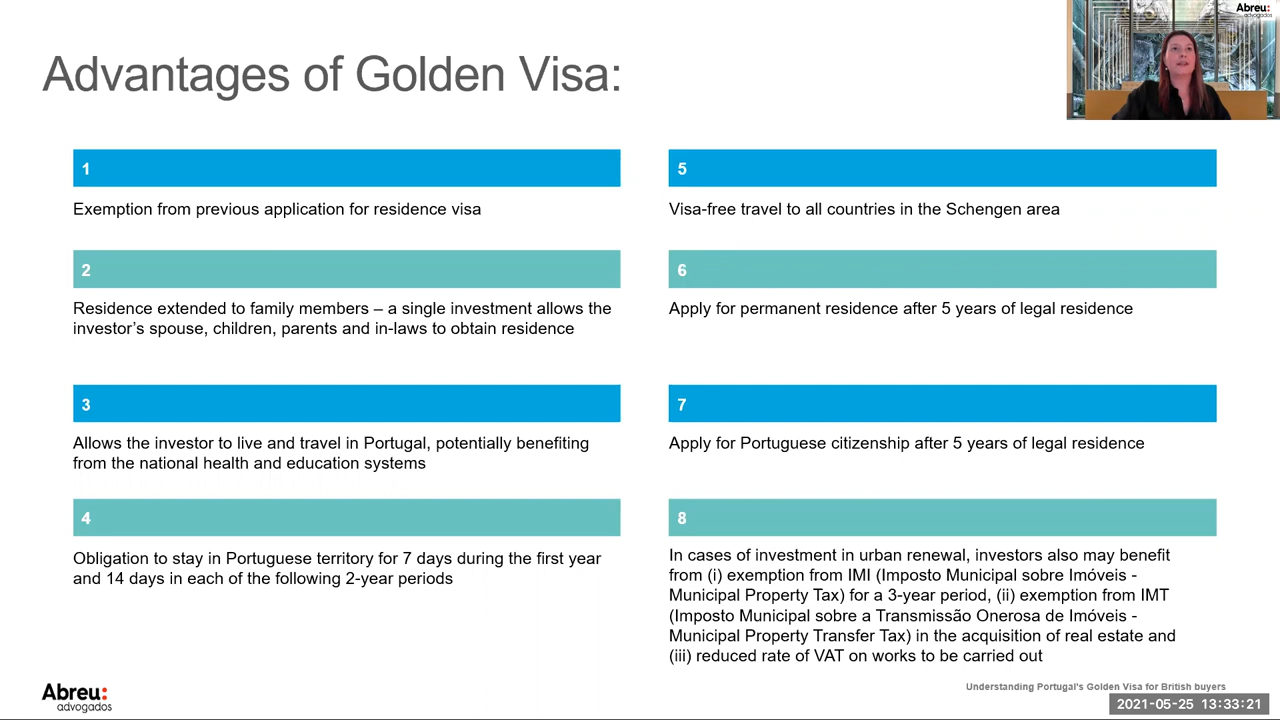 Abreu:
advogados
Advantages of Golden Visa:
1
Exemption from previous application for residence visa
2
Residence extended to family members – a single investment allows the
investor's spouse, children, parents and in-laws to obtain residence
3
Allows the investor to live and travel in Portugal, potentially benefiting
from the national health and education systems
4
Obligation to stay in Portuguese territory for 7 days during the first year
and 14 days in each of the following 2-year periods
5
Visa-free travel to all countries in the Schengen area
6
Apply for permanent residence after 5 years of legal residence
7
Apply for Portuguese citizenship after 5 years of legal residence
8
In cases of investment in urban renewal, investors also may benefit
from (i) exemption from IMI (Imposto Municipal sobre Imóveis -
Municipal Property Tax) for a 3-year period, (ii) exemption from IMT
(Imposto Municipal sobre a Transmissão Onerosa de Imóveis -
Municipal Property Transfer Tax) in the acquisition of real estate and
(iii) reduced rate of VAT on works to be carried out
Abreu:
advogados
Understanding Portugal's Golden Visa for British buyers
2021-05-25 13:33:21